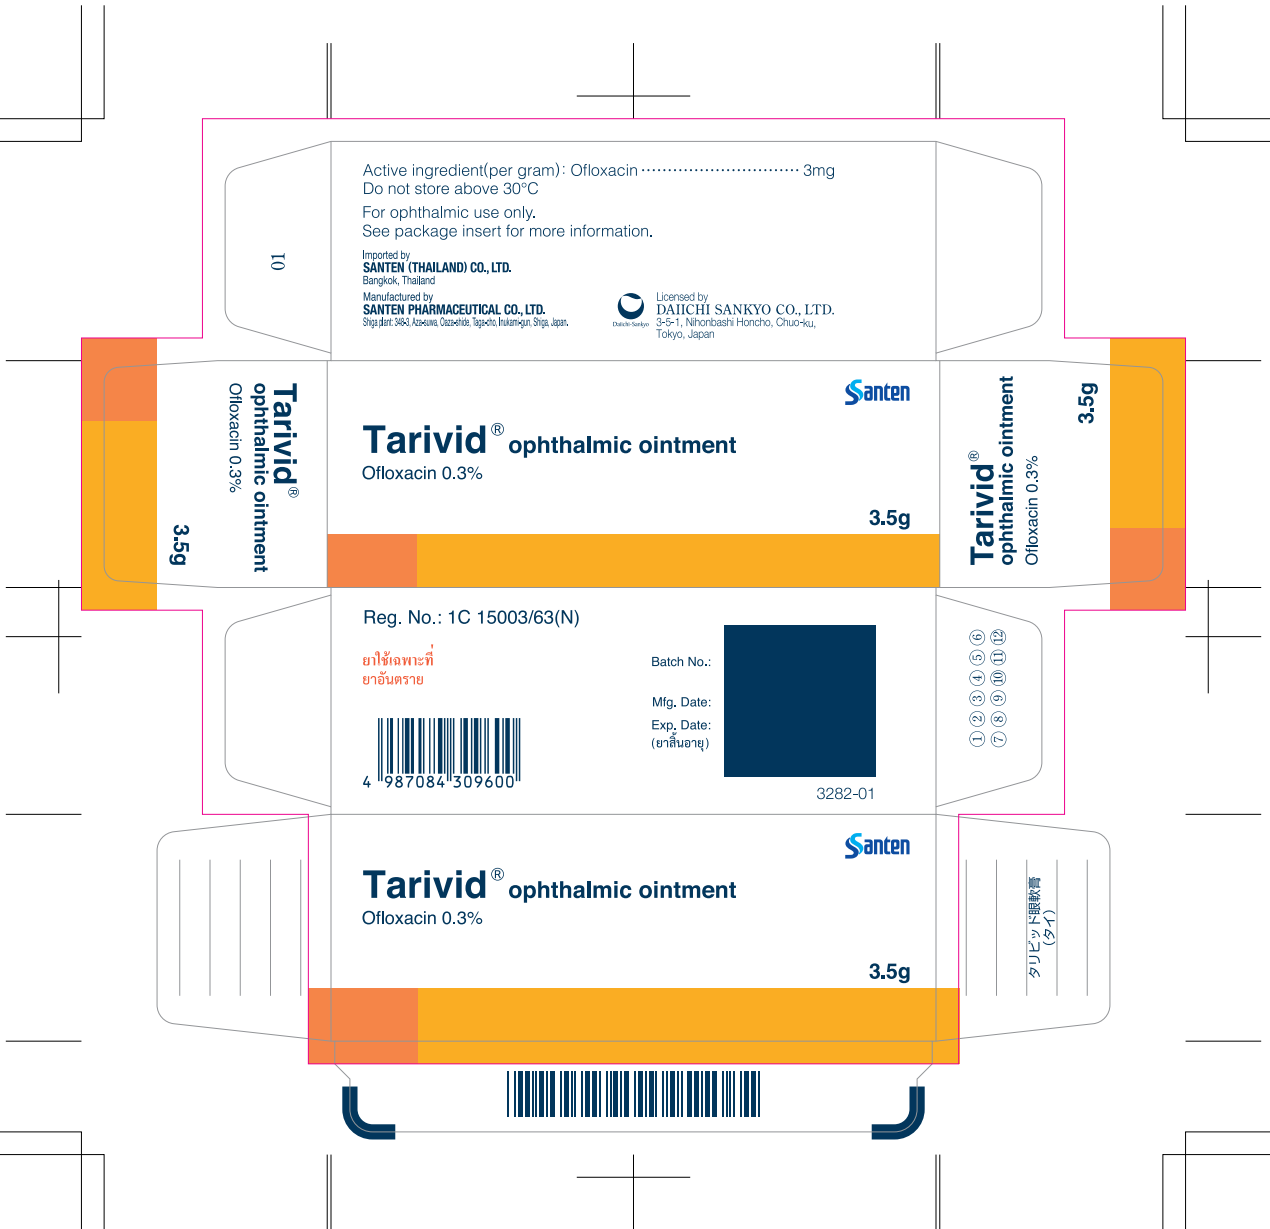 Active ingredient(per gram): Ofloxacin ······························ 3mg
Do not store above 30°C
For ophthalmic use only.
See package insert for more information.
Imported by
SANTEN (THAILAND) CO., LTD.
Bangkok, Thailand
Manufactured by
SANTEN PHARMACEUTICAL CO., LTD.
Shiga plant: 348-3, Aza-suwa, Oaza-shide, Taga-cho, Inukami-gun, Shiga, Japan.
Daiichi-Sankyo
Licensed by
DAIICHI SANKYO CO., LTD.
3-5-1, Nihonbashi Honcho, Chuo-ku,
Tokyo, Japan
01
Tarivid®
ophthalmic ointment
Ofloxacin 0.3%
3.5g
Santen
Tarivid® ophthalmic ointment
Ofloxacin 0.3%
3.5g
Tarivid®
ophthalmic ointment
Ofloxacin 0.3%
3.5g
Reg. No.: 1C 15003/63(N)
ยาใช้เฉพาะที่
ยาอันตราย
4 987084 309600
Batch No.:
Mfg. Date:
Exp. Date:
(ยาสิ้นอายุ)
3282-01
① ② ③ ④ ⑤ ⑥
⑦ ⑧ ⑨ ⑩ ⑪ ⑫
Santen
Tarivid® ophthalmic ointment
Ofloxacin 0.3%
3.5g
タリビッド眼軟膏
(タイ)